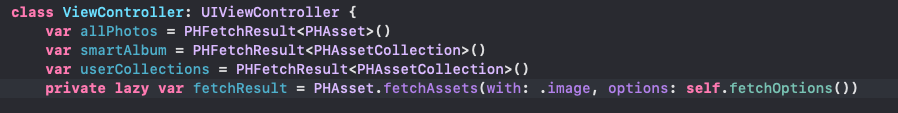 class ViewController: UIViewController {
var allPhotos = PHFetchResult<PHAsset>()
var smartAlbum = PHFetchResult<PHAssetCollection>()
var userCollections = PHFetchResult<PHAssetCollection>()
private lazy var fetchResult = PHAsset.fetchAssets(with: .image, options: self.fetchOptions())